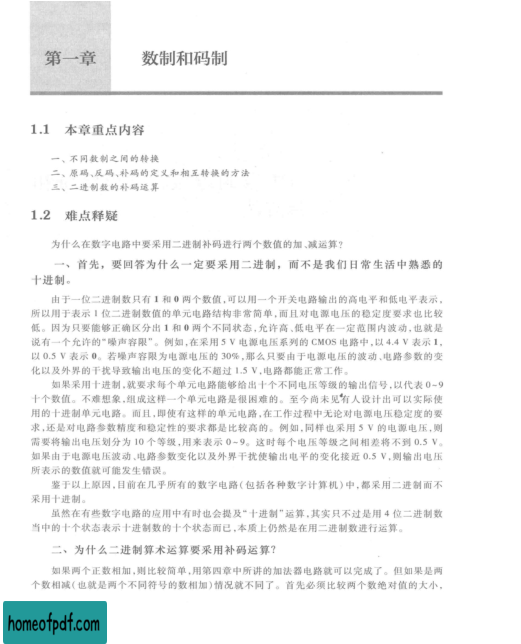 第一章
数制和码制
1.1 本章重点内容
一、不同数制之间的转换
二、原码、反码、补码的定义和相互转换的方法
三、二进制数的补码运算
1.2 难点释疑
为什么在数字电路中要采用二进制补码进行两个数值的加、减运算?
一、首先，要回答为什么一定要采用二进制，而不是我们日常生活中熟悉的
十进制。
由于一位二进制数只有 1 和 0 两个数值,可以用一个开关电路输出的高电平和低电平表示,
所以用于表示 1 位二进制数值的单元电路结构非常简单,而且对电源电压的稳定度要求也比较
低。因为只要能够正确区分出 1 和 0 两个不同状态,允许高、低电平在一定范围内波动,也就是
说有一个允许的“噪声容限”。例如,在采用 5 V 电源电压系列的 CMOS 电路中,以 4.4 V 表示 1,
以 0.5 V 表示 0。若噪声容限为电源电压的 30%,那么只要由于电源电压的波动、电路参数的变
化以及外界的干扰导致输出电压的变化不超过 1.5 V,电路都能正常工作。
如果采用十进制,就要求每个单元电路能够给出十个不同电压等级的输出信号,以代表 0~9
十个数值。不难想象,组成这样一个单元电路是很困难的。至今尚未见有人设计出可以实际使
用的十进制单元电路。而且,即使有这样的单元电路,在工作过程中无论对电源电压稳定度的要
求,还是对电路参数精度和稳定性的要求都是比较高的。例如,同样也采用 5 V 的电源电压,则
需要将输出电压划分为 10 个等级,用来表示 0~9。这时每个电压等级之间相差将不到 0.5 V。
如果由于电源电压波动、电路参数变化以及外界干扰使输出电平的变化接近 0.5 V,则输出电压
所表示的数值就可能发生错误。
鉴于以上原因,目前在几乎所有的数字电路(包括各种数字计算机)中,都采用二进制而不
采用十进制。
虽然在有些数字电路的应用中有时也会提及“十进制”运算,其实只不过是用 4 位二进制数
当中的十个状态表示十进制数的十个状态而已,本质上仍然是在用二进制数进行运算。
二、为什么二进制算术运算要采用补码运算?
如果两个正数相加,则比较简单,用第四章中所讲的加法器电路就可以完成了。但如果是两
个数相减(也就是两个不同符号的数相加)情况就不同了。首先必须比较两个数绝对值的大小,
homeofpdf.com